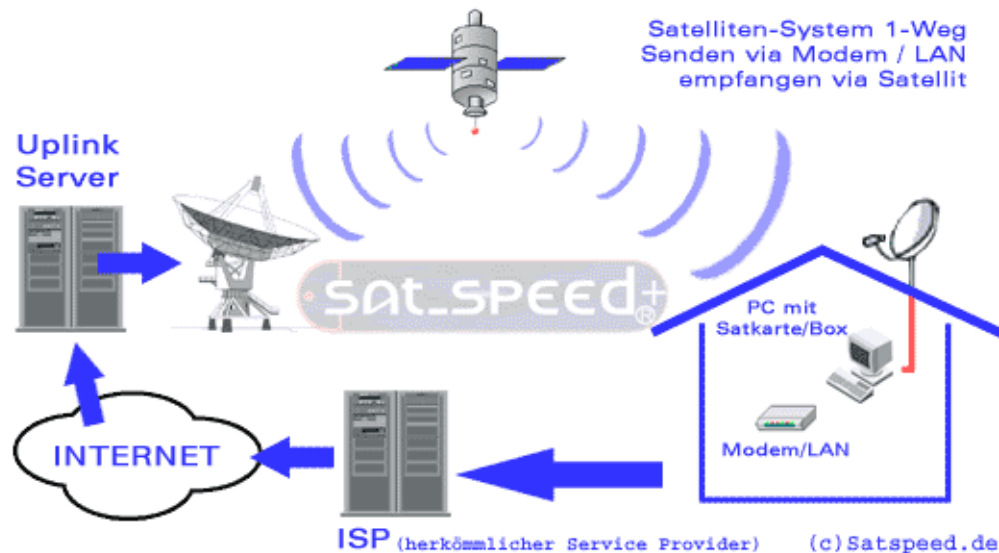 Satelliten-System 1-Weg
Senden via Modem / LAN
empfangen via Satellit
Uplink
Server
sat_speed+®
PC mit
Satkarte/Box
Modem/LAN
INTERNET
ISP (herkömmlicher Service Provider)
(c)Satspeed.de